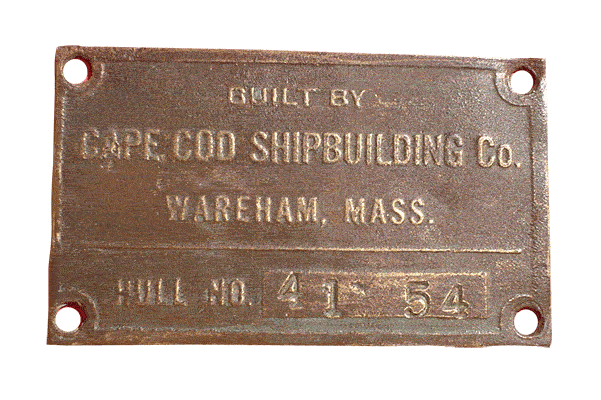 BUILT BY
CAPE COD SHIPBUILDING Co.
WAREHAM, MASS.
HULL NO. 41 54